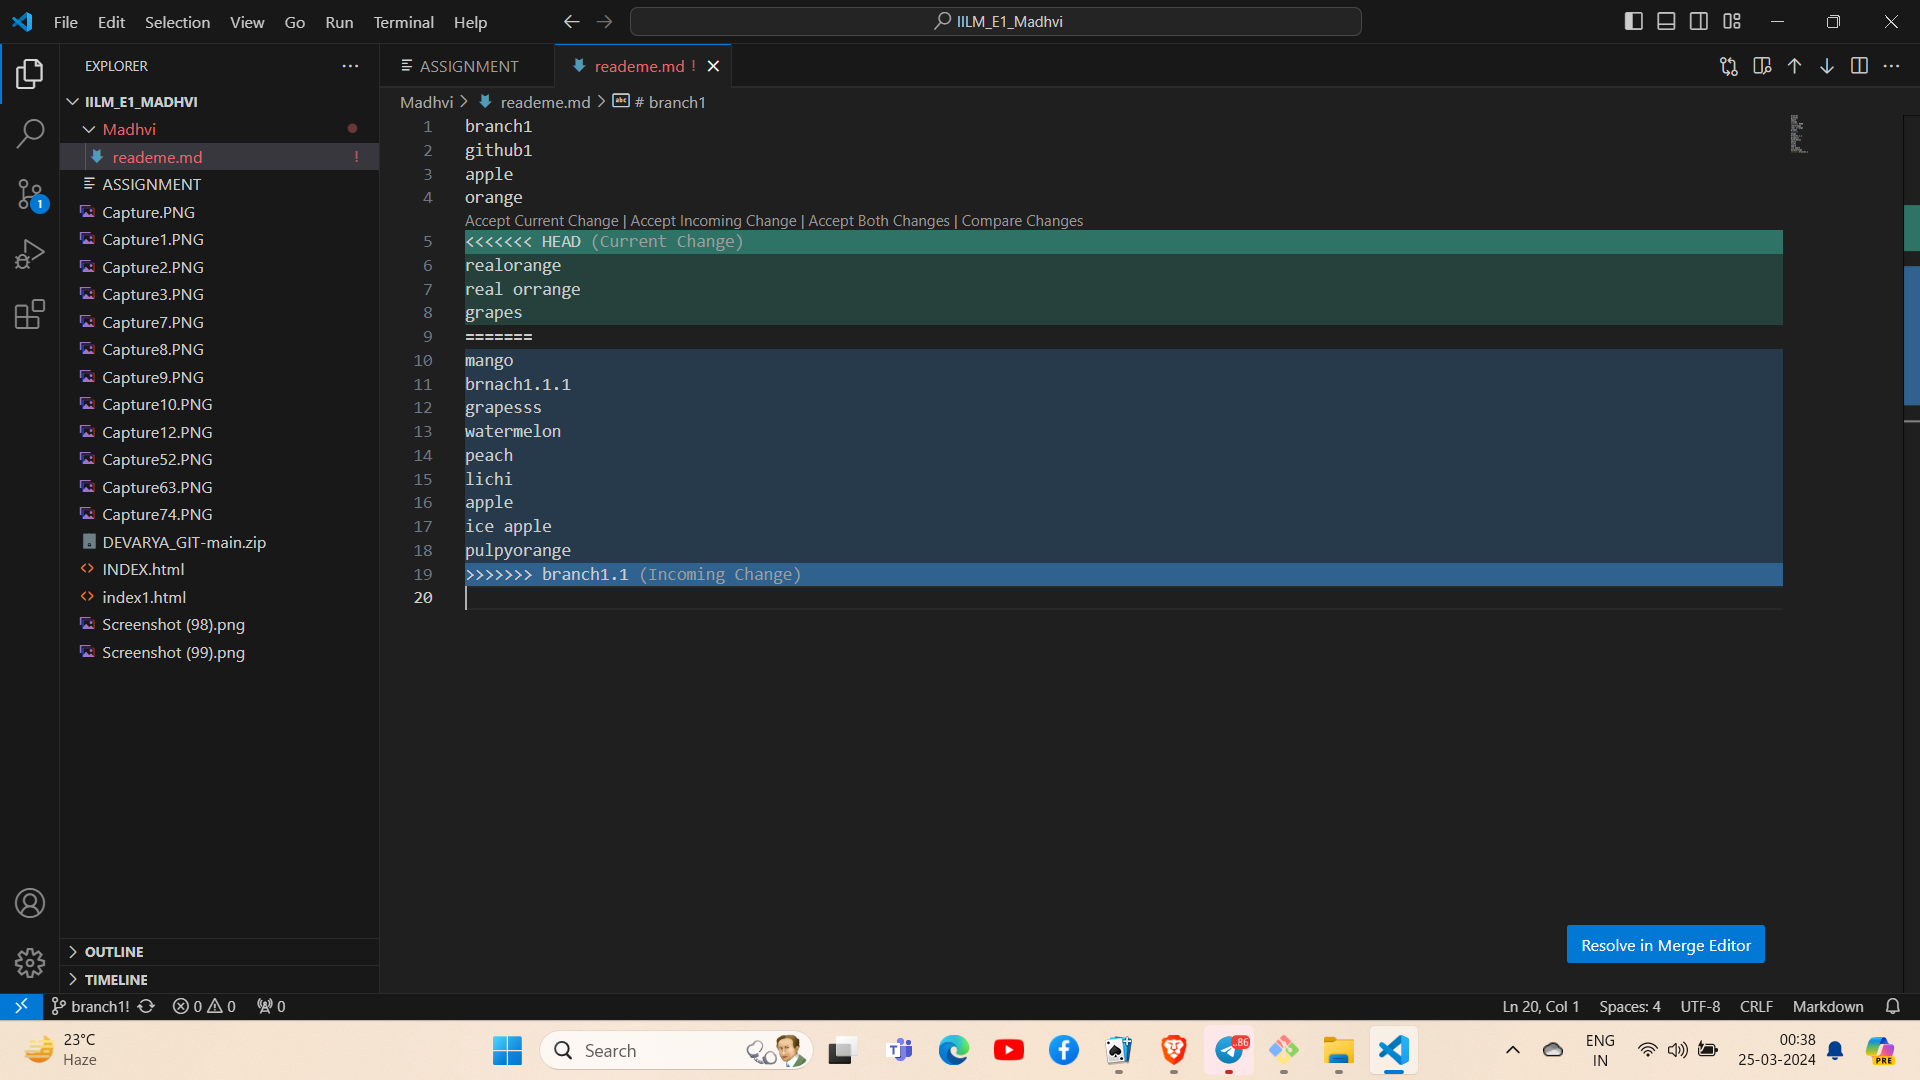 File Edit Selection View Go Run Terminal Help
IILM_E1_Madhvi
EXPLORER
IILM_E1_MADHVI
Madhvi
reademe.md !
ASSIGNMENT
Capture.PNG
Capture1.PNG
Capture2.PNG
Capture3.PNG
Capture7.PNG
Capture8.PNG
Capture9.PNG
Capture10.PNG
Capture12.PNG
Capture52.PNG
Capture63.PNG
Capture74.PNG
DEVARYA_GIT-main.zip
INDEX.html
index1.html
Screenshot (98).png
Screenshot (99).png
OUTLINE
TIMELINE
1
ASSIGNMENT
reademe.md !
Madhvi > reademe.md > # branch1
1 branch1
2 github1
3 apple
4 orange
Accept Current Change | Accept Incoming Change | Accept Both Changes | Compare Changes
5 <<<<<<< HEAD (Current Change)
6 realorange
7 real orrange
8 grapes
9 =======
10 mango
11 brnach1.1.1
12 grapesss
13 watermelon
14 peach
15 lichi
16 apple
17 ice apple
18 pulpyorange
19 >>>>>>> branch1.1 (Incoming Change)
20
Resolve in Merge Editor
branch1! 0 0 0
Ln 20, Col 1 Spaces: 4 UTF-8 CRLF Markdown
23°C
Haze
Search
..86
ENG
IN
00:38
25-03-2024
PRE